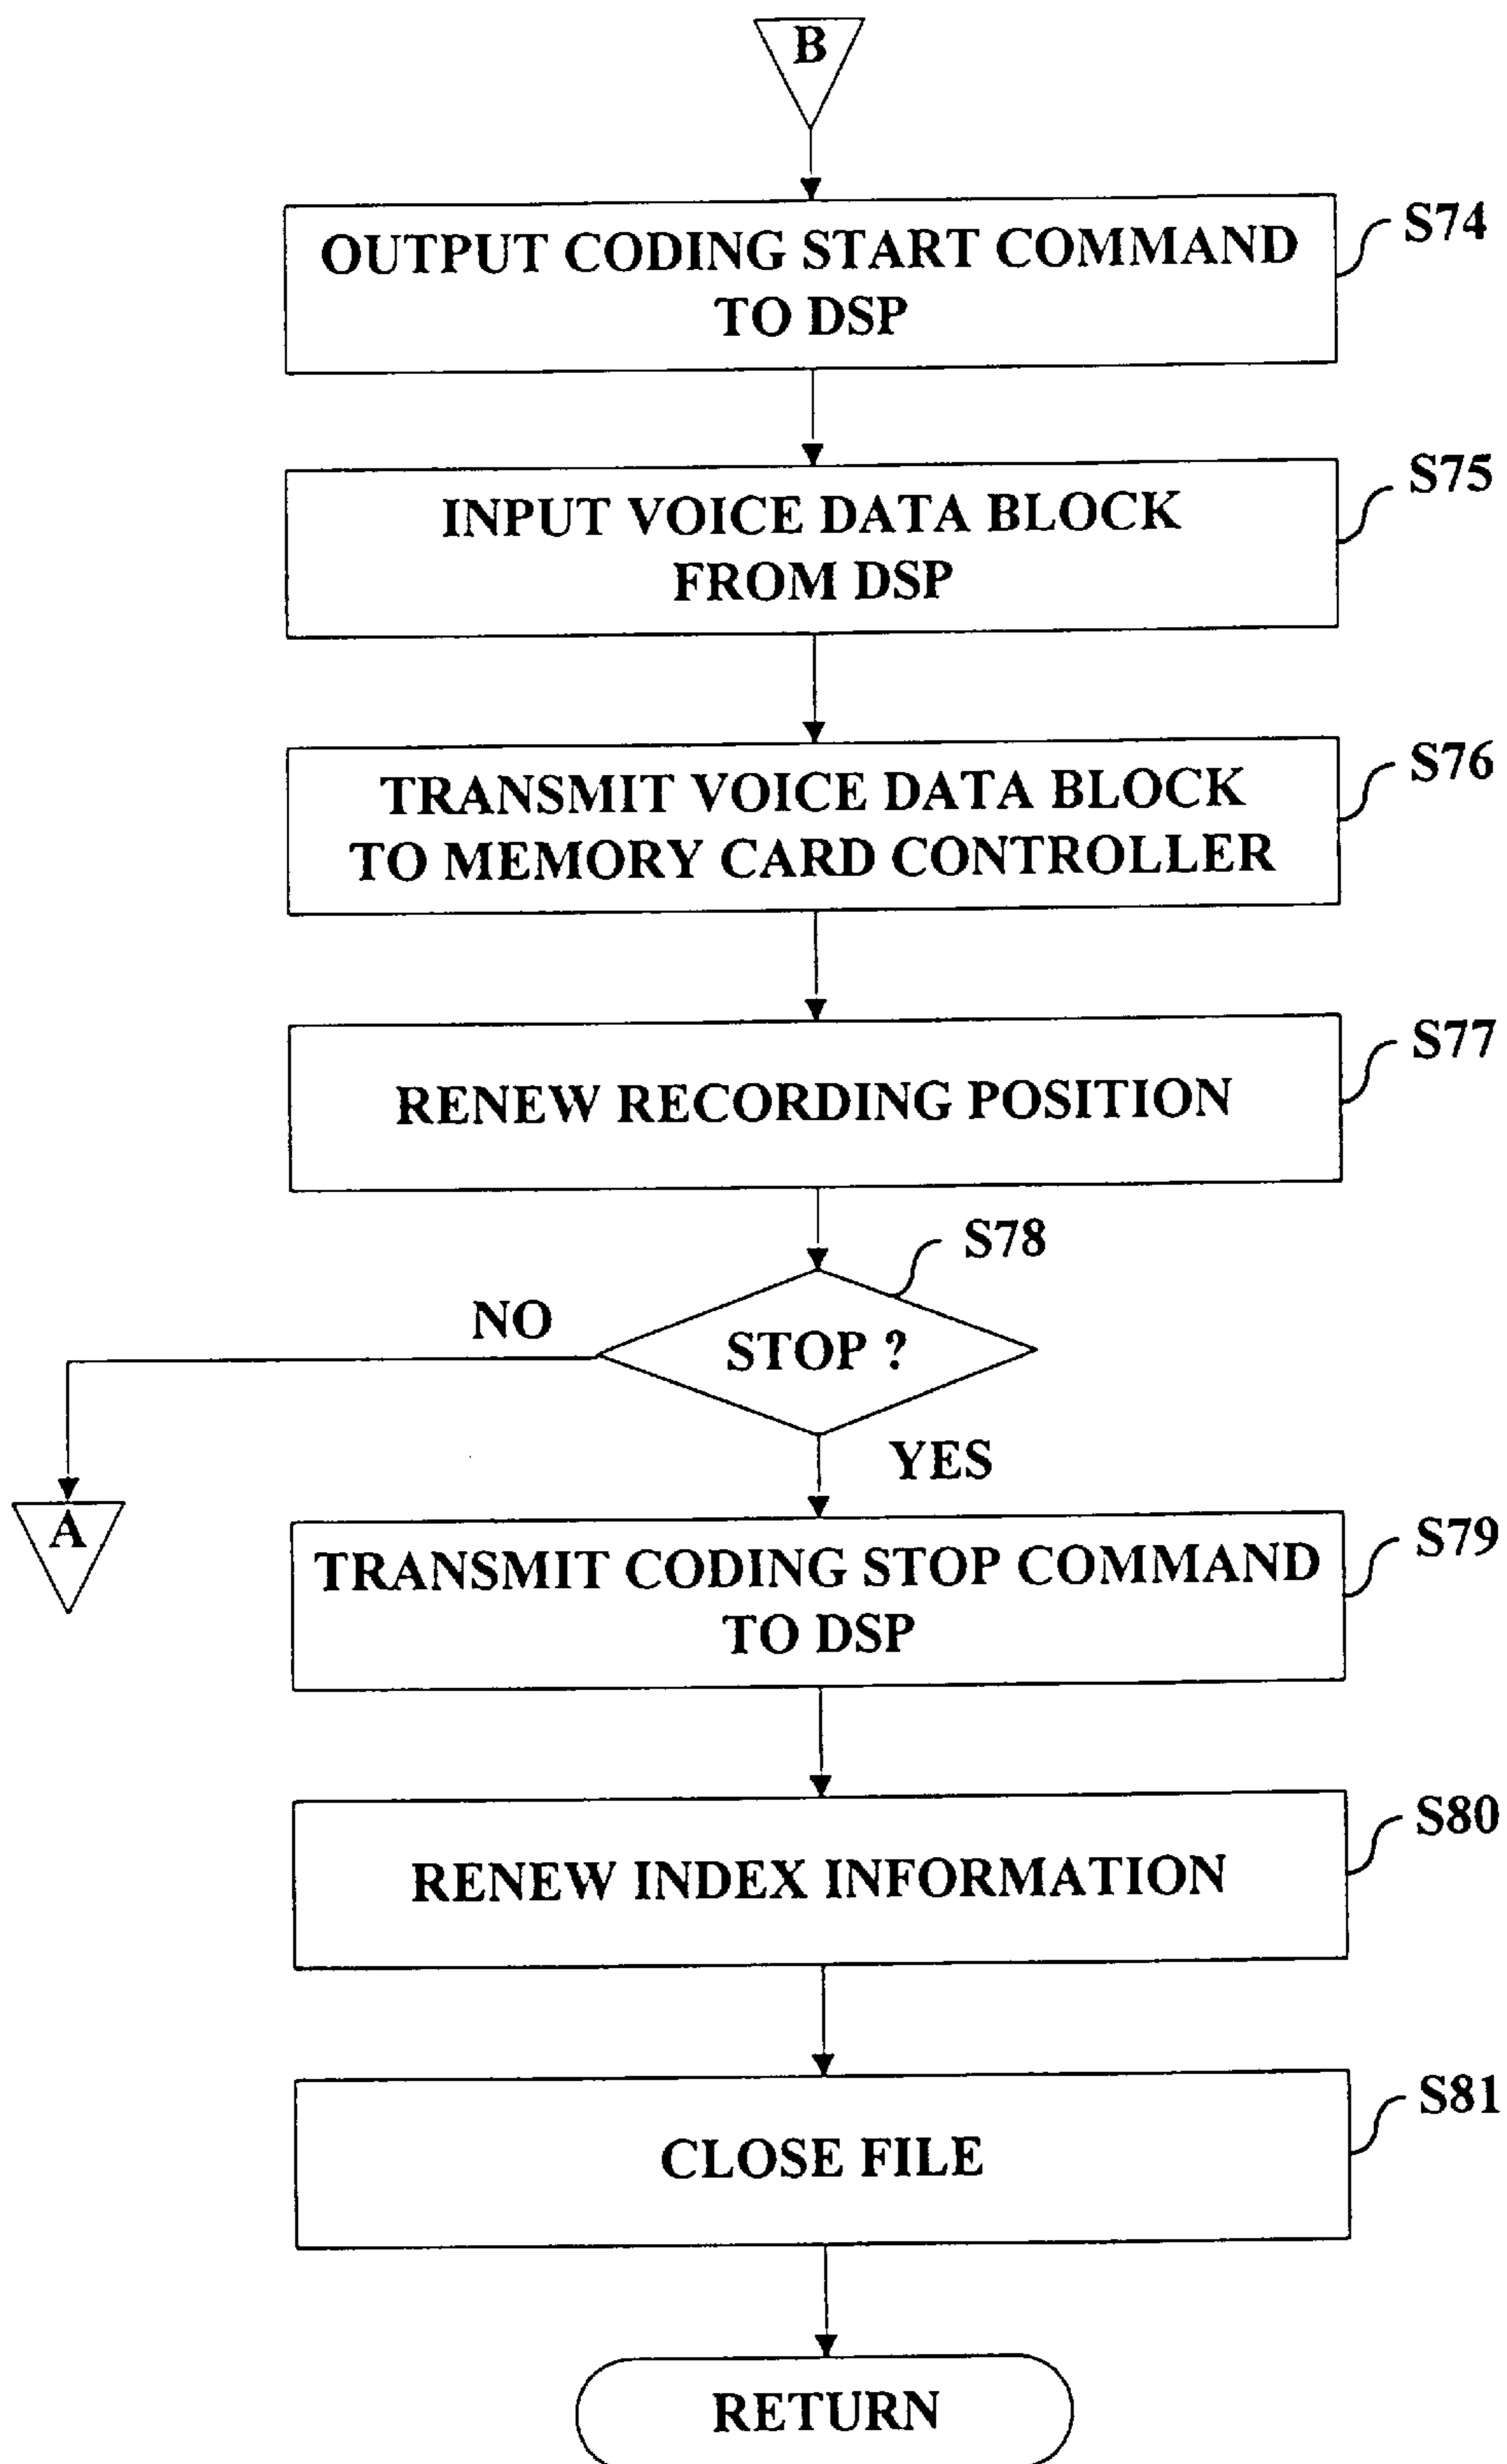 B
OUTPUT CODING START COMMAND
TO DSP
S74
INPUT VOICE DATA BLOCK
FROM DSP
S75
TRANSMIT VOICE DATA BLOCK
TO MEMORY CARD CONTROLLER
S76
RENEW RECORDING POSITION
S77
S78
NO
STOP ?
YES
A
TRANSMIT CODING STOP COMMAND
TO DSP
S79
RENEW INDEX INFORMATION
S80
CLOSE FILE
S81
RETURN